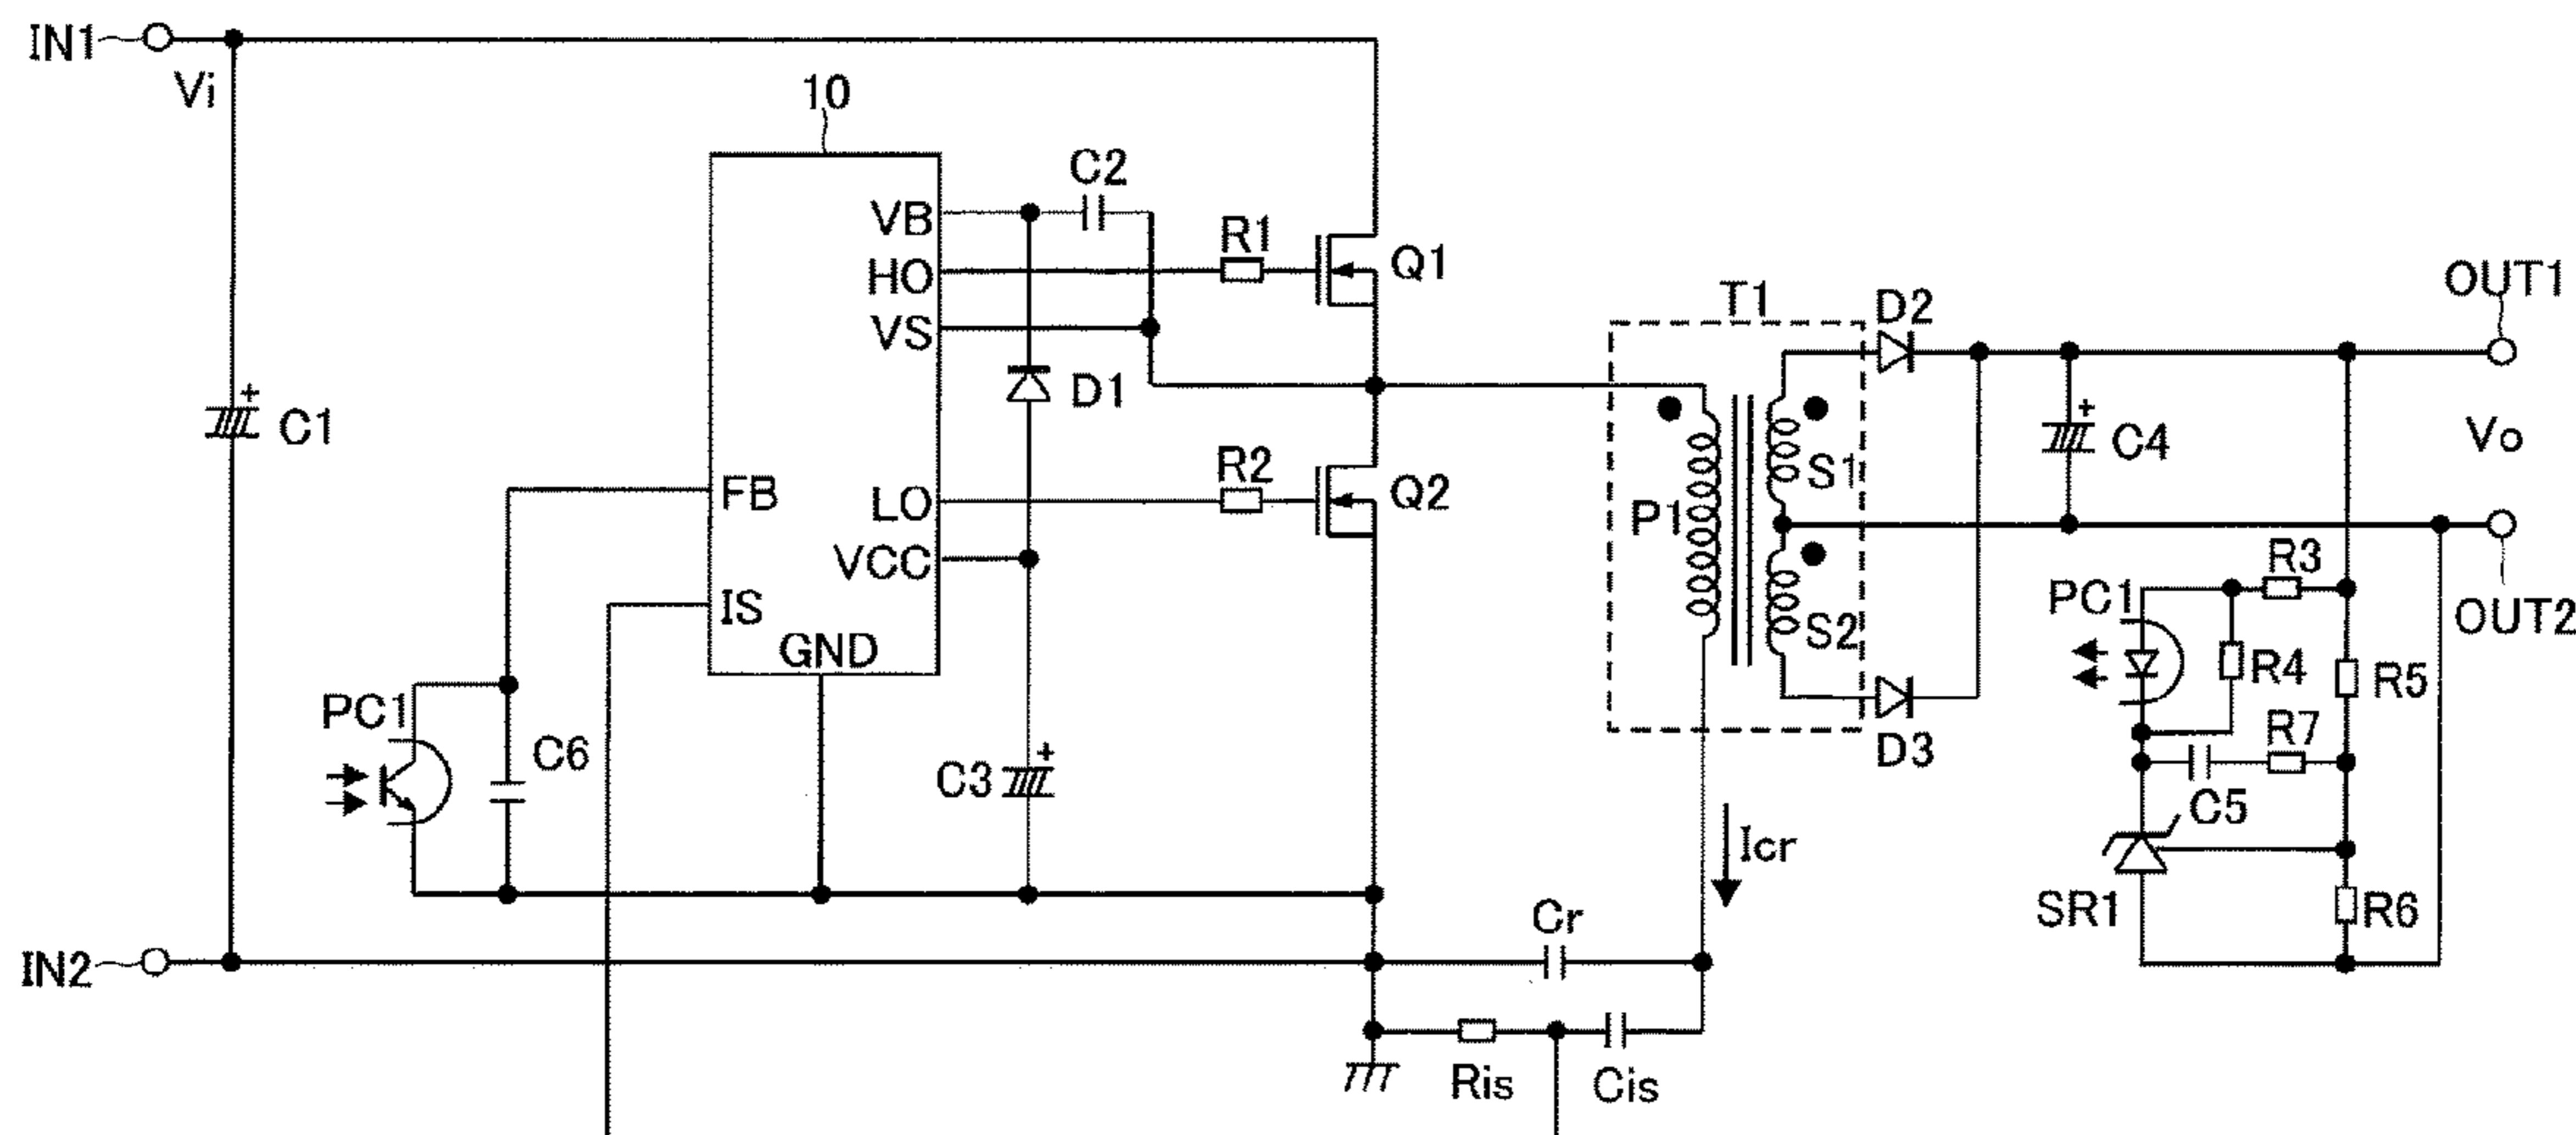 IN1
Vi
10
C2
VB
R1
Q1
HO
VS
T1
D2
OUT1
D1
C1
C4
Vo
S1
R2
Q2
FB
LO
P1
VCC
R3
PC1
OUT2
IS
S2
GND
R4
R5
PC1
R7
C6
D3
C3
C5
Icr
SR1
R6
Cr
IN2
Ris
Cis
+
+
+